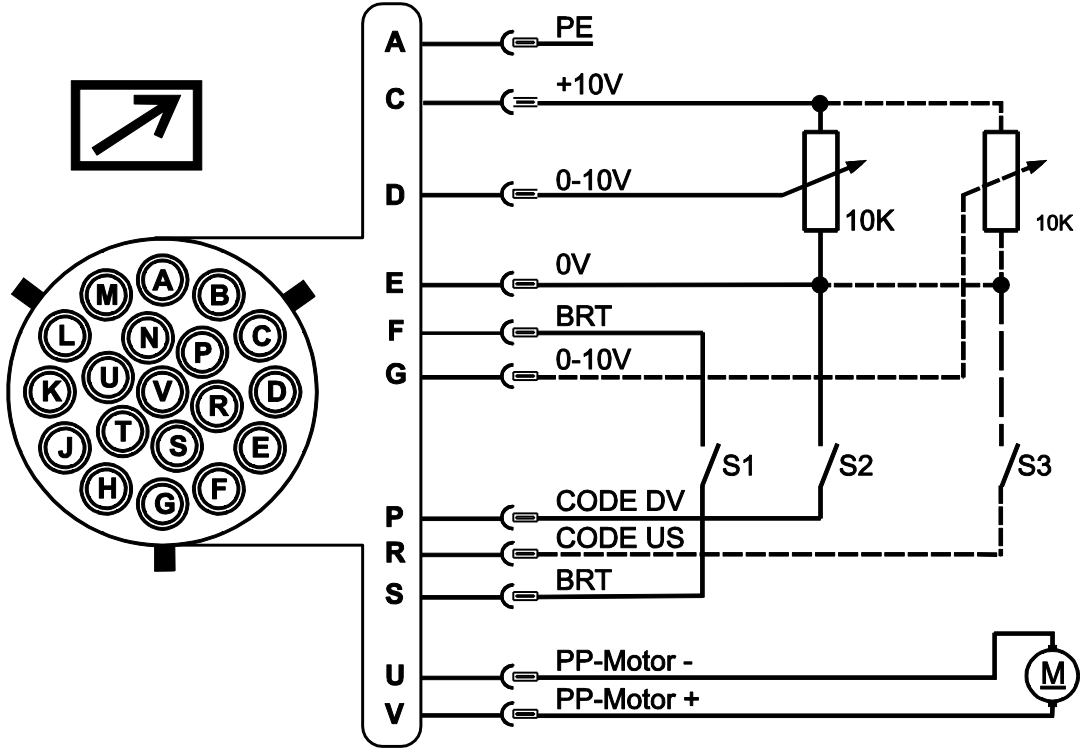 A PE
C +10V
D 0-10V
10K 10K
E 0V
F BRT
G 0-10V
S1 S2 S3
P CODE DV
R CODE US
S BRT
U PP-Motor -
V PP-Motor +
M
A
M B
L N P C
K U V R D
J T S E
H G F